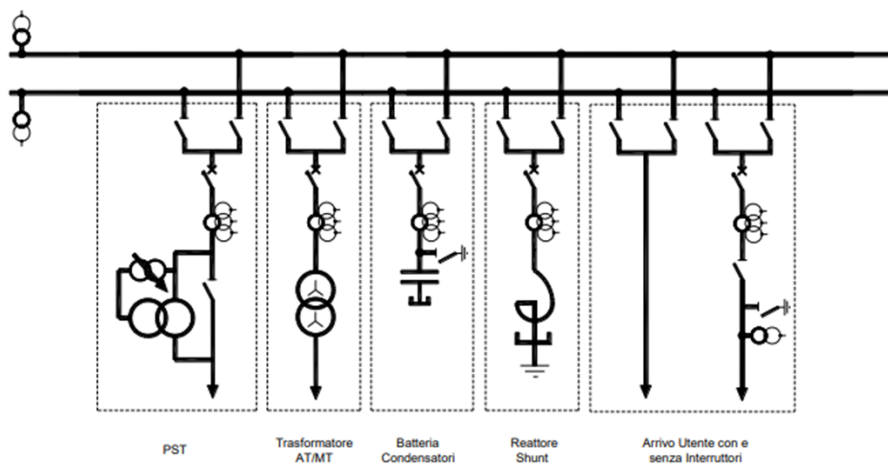 PST
Trasformatore
AT/MT
Batteria
Condensatori
Reattore
Shunt
Arrivo Utente con e
senza Interruttori